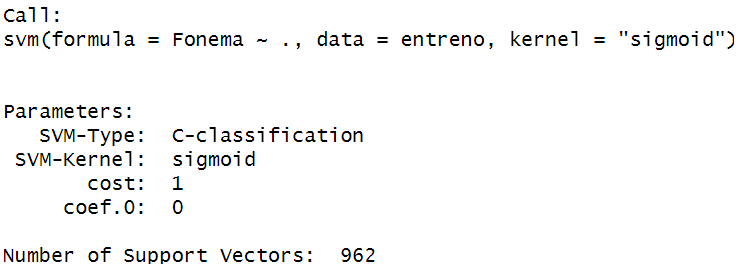 Call:
svm(formula = Fonema ~ ., data = entreno, kernel = "sigmoid")
Parameters:
SVM-Type: C-classification
SVM-Kernel: sigmoid
cost: 1
coef.0: 0
Number of Support Vectors: 962